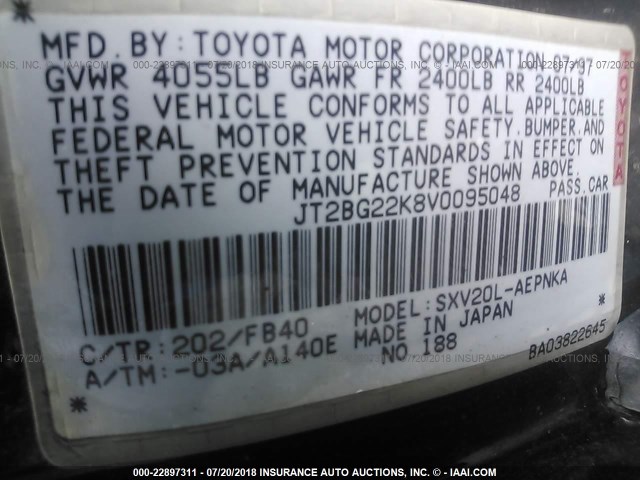 MFD. BY: TOYOTA MOTOR CORPORATION 07/97
GVWR 4055LB GAWR FR 2400LB RR 2400LB
THIS VEHICLE CONFORMS TO ALL APPLICABLE
FEDERAL MOTOR VEHICLE SAFETY, BUMPER, AND
THEFT PREVENTION STANDARDS IN EFFECT ON
THE DATE OF MANUFACTURE SHOWN ABOVE.
JT2BG22K8V0095048 PASS. CAR
TOYOTA
MODEL: SXV20L-AEPNKA
C/TR: 202/FB40 MADE IN JAPAN
A/TM: -03A/A140E NO. 188
BA03822645
000-22897311 - 07/20/2018 INSURANCE AUTO AUCTIONS, INC. - © - IAAI.COM